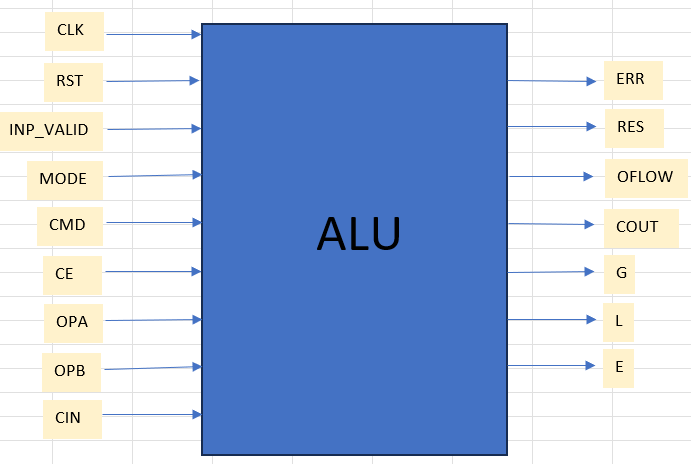 CLK
RST
INP_VALID
MODE
CMD
CE
OPA
OPB
CIN
ALU
ERR
RES
OFLOW
COUT
G
L
E